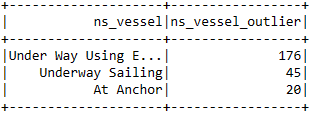 +----------------+-----------------+
|       ns_vessel|ns_vessel_outlier|
+----------------+-----------------+
|Under Way Using E...|              176|
|    Underway Sailing|               45|
|           At Anchor|               20|
+----------------+-----------------+